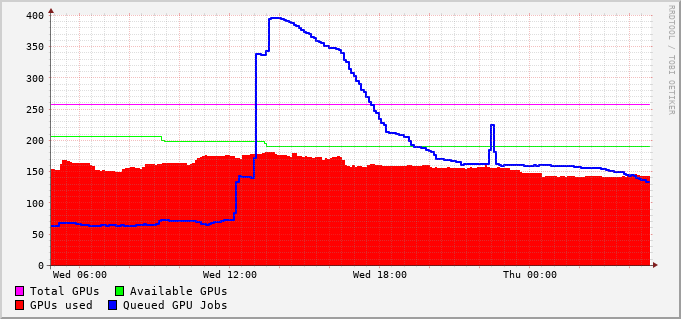 400
350
300
250
200
150
100
50
0
Wed 06:00 Wed 12:00 Wed 18:00 Thu 00:00
Total GPUs Available GPUs
GPUs used Queued GPU Jobs
RRDTOOL / TOBI OETIKER